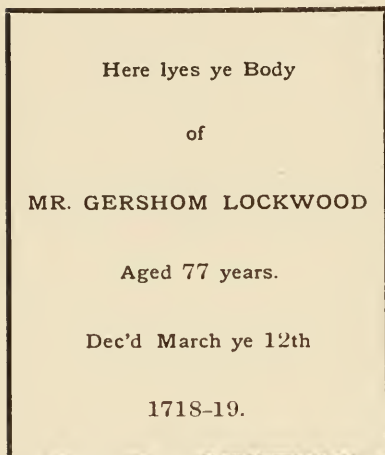 Here lyes ye Body
of
MR. GERSHOM LOCKWOOD
Aged 77 years.
Dec'd March ye 12th
1718–19.